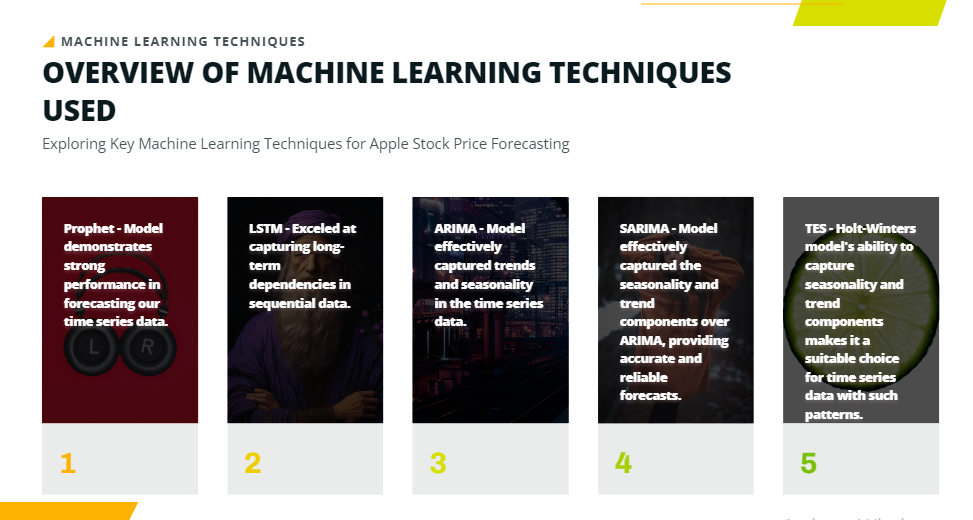 MACHINE LEARNING TECHNIQUES
OVERVIEW OF MACHINE LEARNING TECHNIQUES
USED
Exploring Key Machine Learning Techniques for Apple Stock Price Forecasting
Prophet - Model
demonstrates
strong
performance in
forecasting our
time series data.
L R
1
LSTM - Exceled at
capturing long-
term
dependencies in
sequential data.
2
ARIMA - Model
effectively
captured trends
and seasonality
in the time series
data.
3
SARIMA - Model
effectively
captured the
seasonality and
trend
components over
ARIMA, providing
accurate and
reliable
forecasts.
4
TES - Holt-Winters
model's ability to
capture
seasonality and
trend
components
makes it a
suitable choice
for time series
data with such
patterns.
5